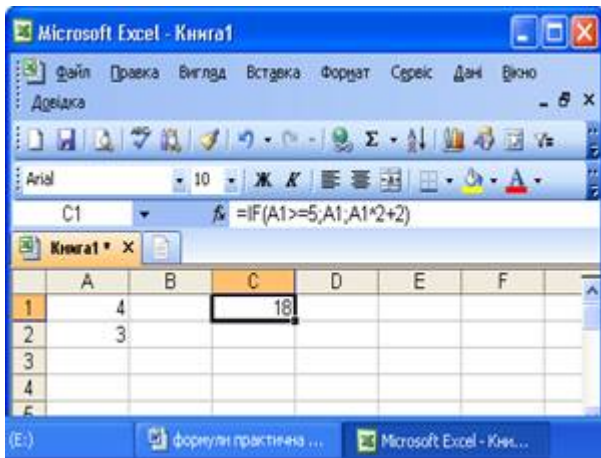 Microsoft Excel - Книга1
Файл Правка Вигляд Вставка Формат Сервіс Дані Вікно
Довідка
Arial 10 Ж К А
C1 fx =IF(A1>=5;A1;A1^2+2)
Книга1 *
A B C D E F
1 4 18
2 3
3
4
5
(E:) формули практична ... Microsoft Excel - Кни...